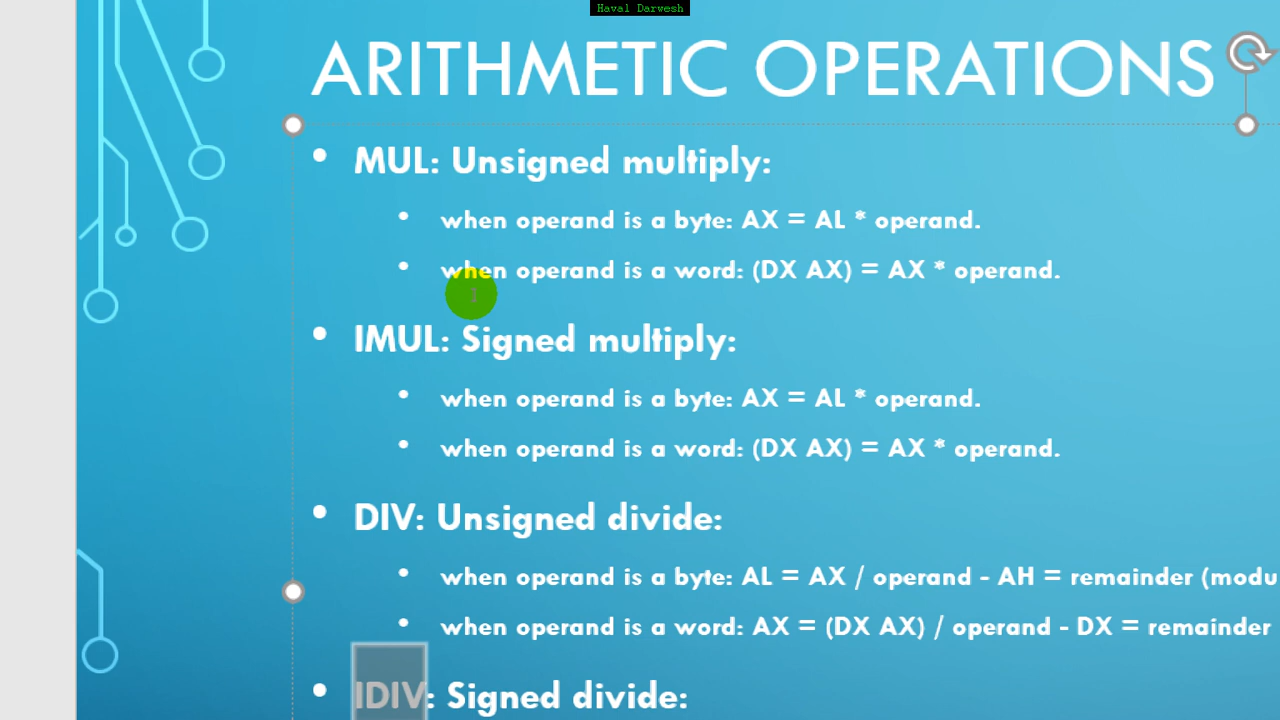 Haval Darwesh
ARITHMETIC OPERATIONS
• MUL: Unsigned multiply:
• when operand is a byte: AX = AL * operand.
• when operand is a word: (DX AX) = AX * operand.
• IMUL: Signed multiply:
• when operand is a byte: AX = AL * operand.
• when operand is a word: (DX AX) = AX * operand.
• DIV: Unsigned divide:
• when operand is a byte: AL = AX / operand - AH = remainder (modu
• when operand is a word: AX = (DX AX) / operand - DX = remainder
• IDIV: Signed divide: